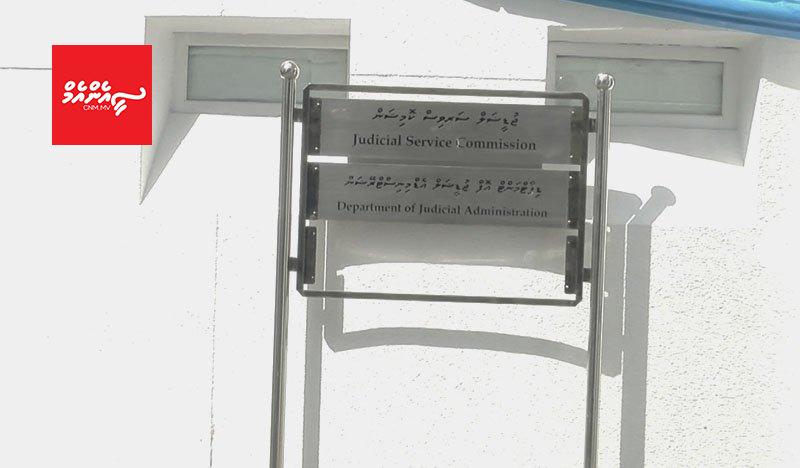 ސީއެންއެމް
CNM.MV
ޖުޑީޝަލް ސަރވިސް ކޮމިޝަން
Judicial Service Commission
ޑިޕާޓްމަންޓް އޮފް ޖުޑީޝަލް އެޑްމިނިސްޓްރޭޝަން
Department of Judicial Administration